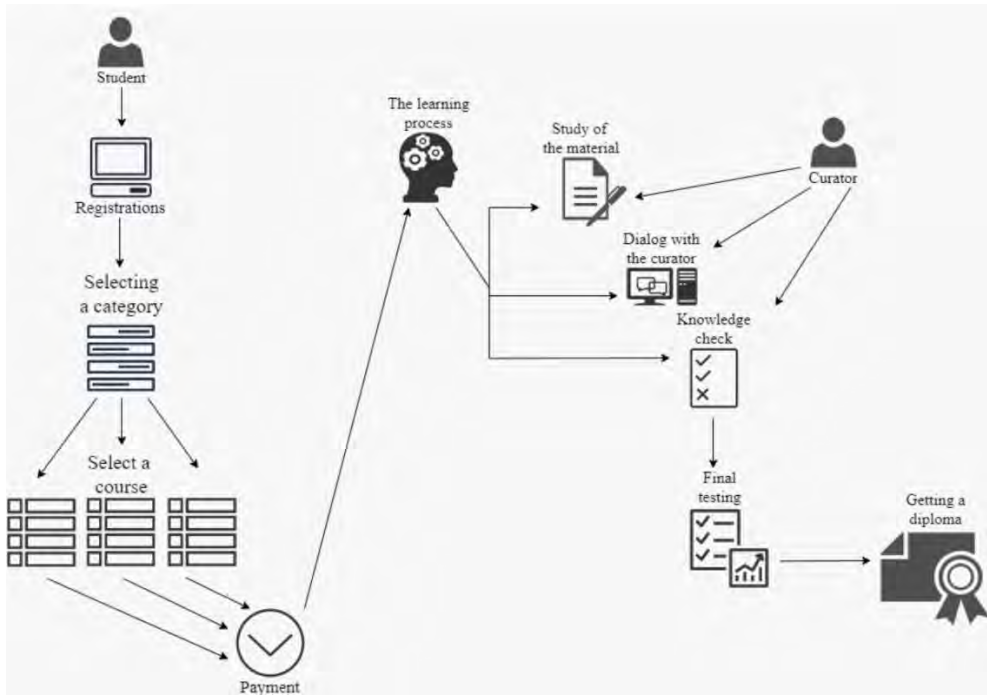 Student
Registrations
Selecting
a category
Select a
course
Payment
The learning
process
Study of
the material
Curator
Dialog with
the curator
Knowledge
check
Final
testing
Getting a
diploma